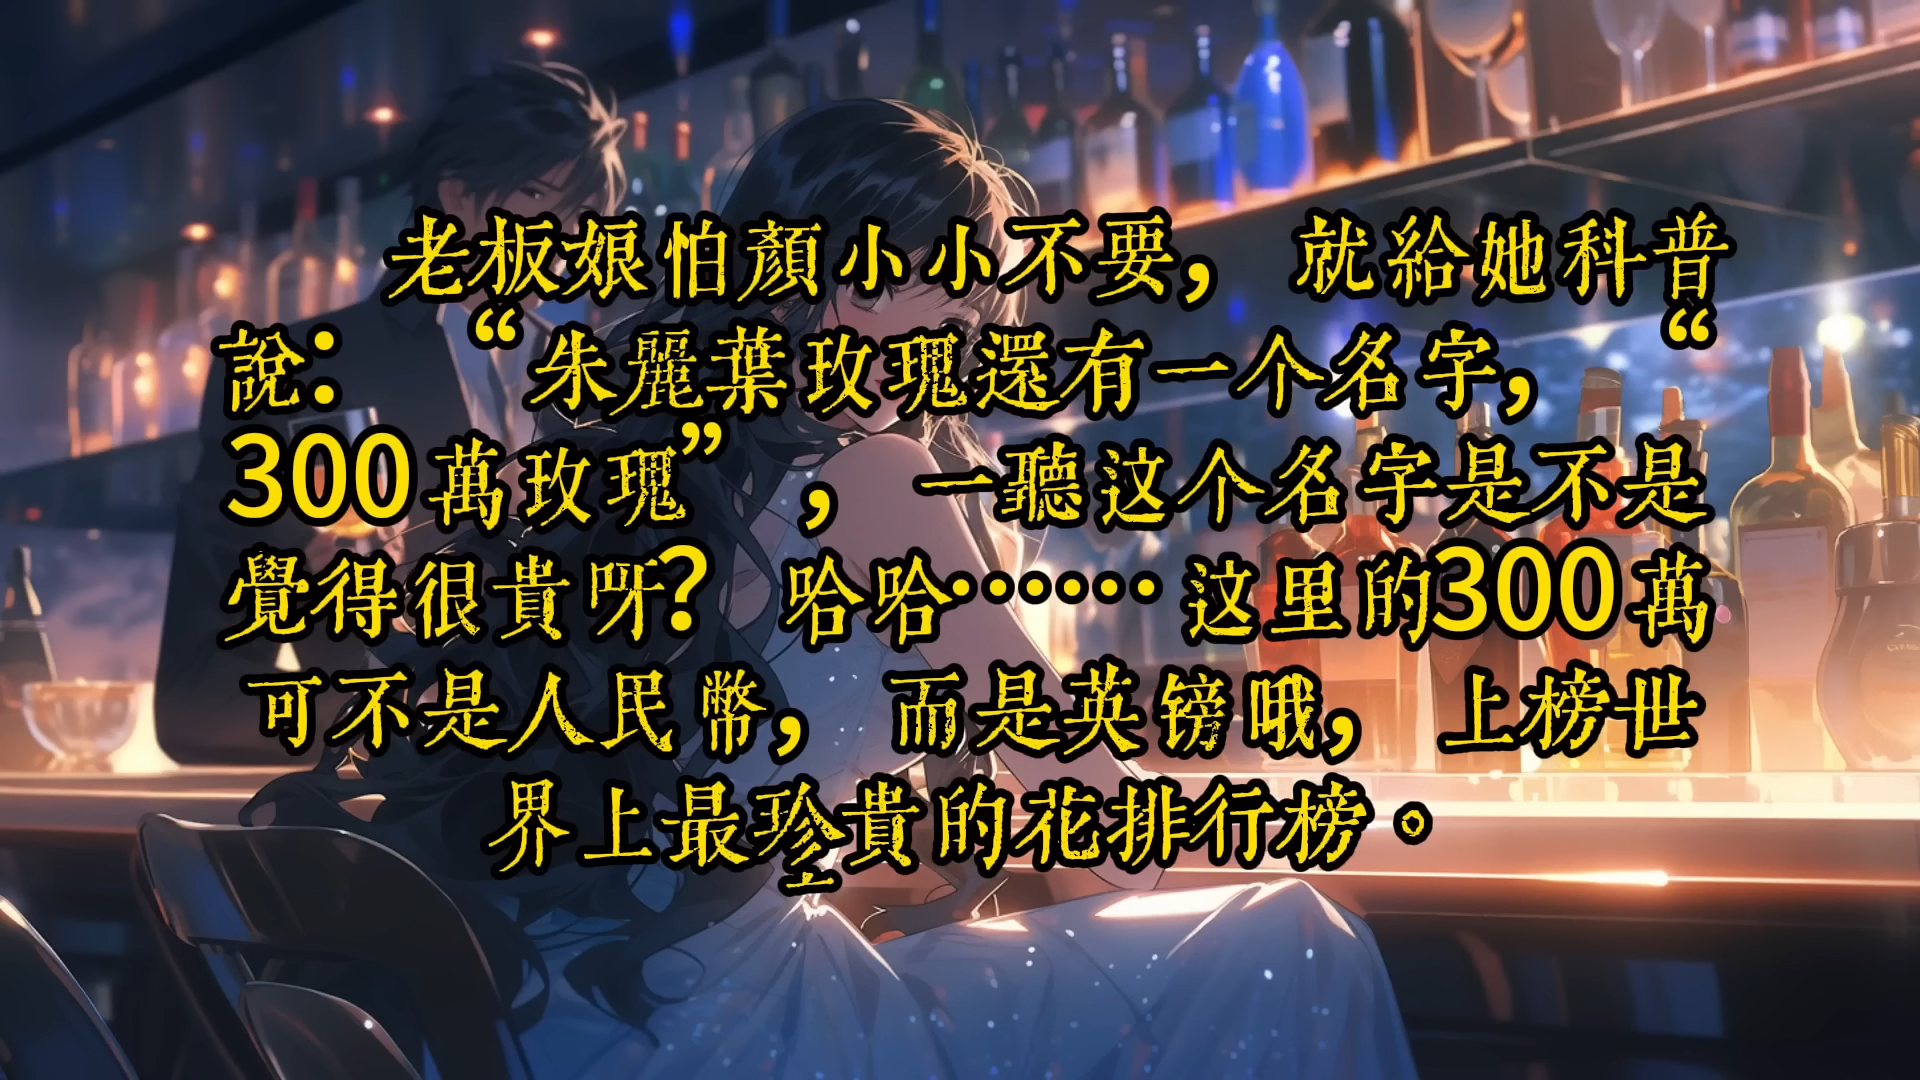 老板娘怕顏小小不要，就給她科普
說：“朱麗葉玫瑰還有一个名字，“
300萬玫瑰”，一聽这个名字是不是
覺得很貴呀？哈哈……这里的300萬
可不是人民幣，而是英镑哦，上榜世
界上最珍貴的花排行榜。